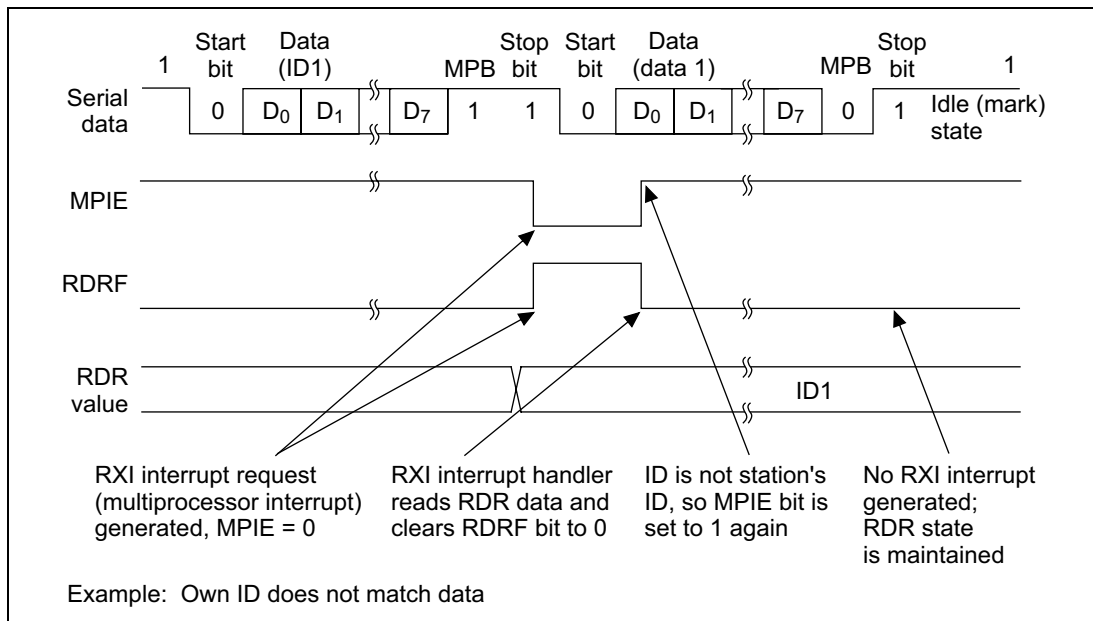 Start Data Stop Start Data Stop
1 bit (ID1) MPB bit bit (data 1) MPB bit 1
Serial data 0 D0 D1 D7 1 1 0 D0 D1 D7 0 1 Idle (mark) state
MPIE
RDRF
RDR value ID1
RXI interrupt request
(multiprocessor interrupt)
generated, MPIE = 0
RXI interrupt handler
reads RDR data and
clears RDRF bit to 0
ID is not station's
ID, so MPIE bit is
set to 1 again
No RXI interrupt
generated;
RDR state
is maintained
Example: Own ID does not match data